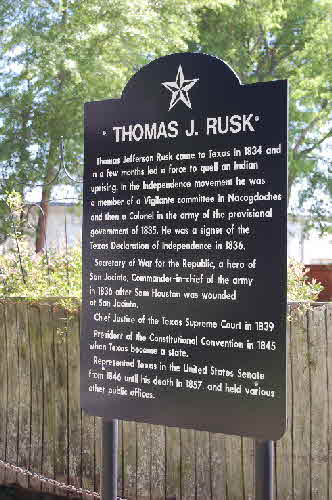 THOMAS J. RUSK
Thomas Jefferson Rusk came to Texas in 1834 and
in a few months led a force to quell an Indian
uprising. In the Independence movement he was
a member of a Vigilante committee in Nacogdoches
and then a Colonel in the army of the provisional
government of 1835. He was a signer of the
Texas Declaration of Independence in 1836.
Secretary of War for the Republic, a hero of
San Jacinto, Commander-in-chief of the army
in 1836 after Sam Houston was wounded
at San Jacinto.
Chief Justice of the Texas Supreme Court in 1839
President of the Constitutional Convention in 1845
when Texas became a state.
Represented Texas in the United States Senate
from 1846 until his death in 1857, and held various
other public offices.